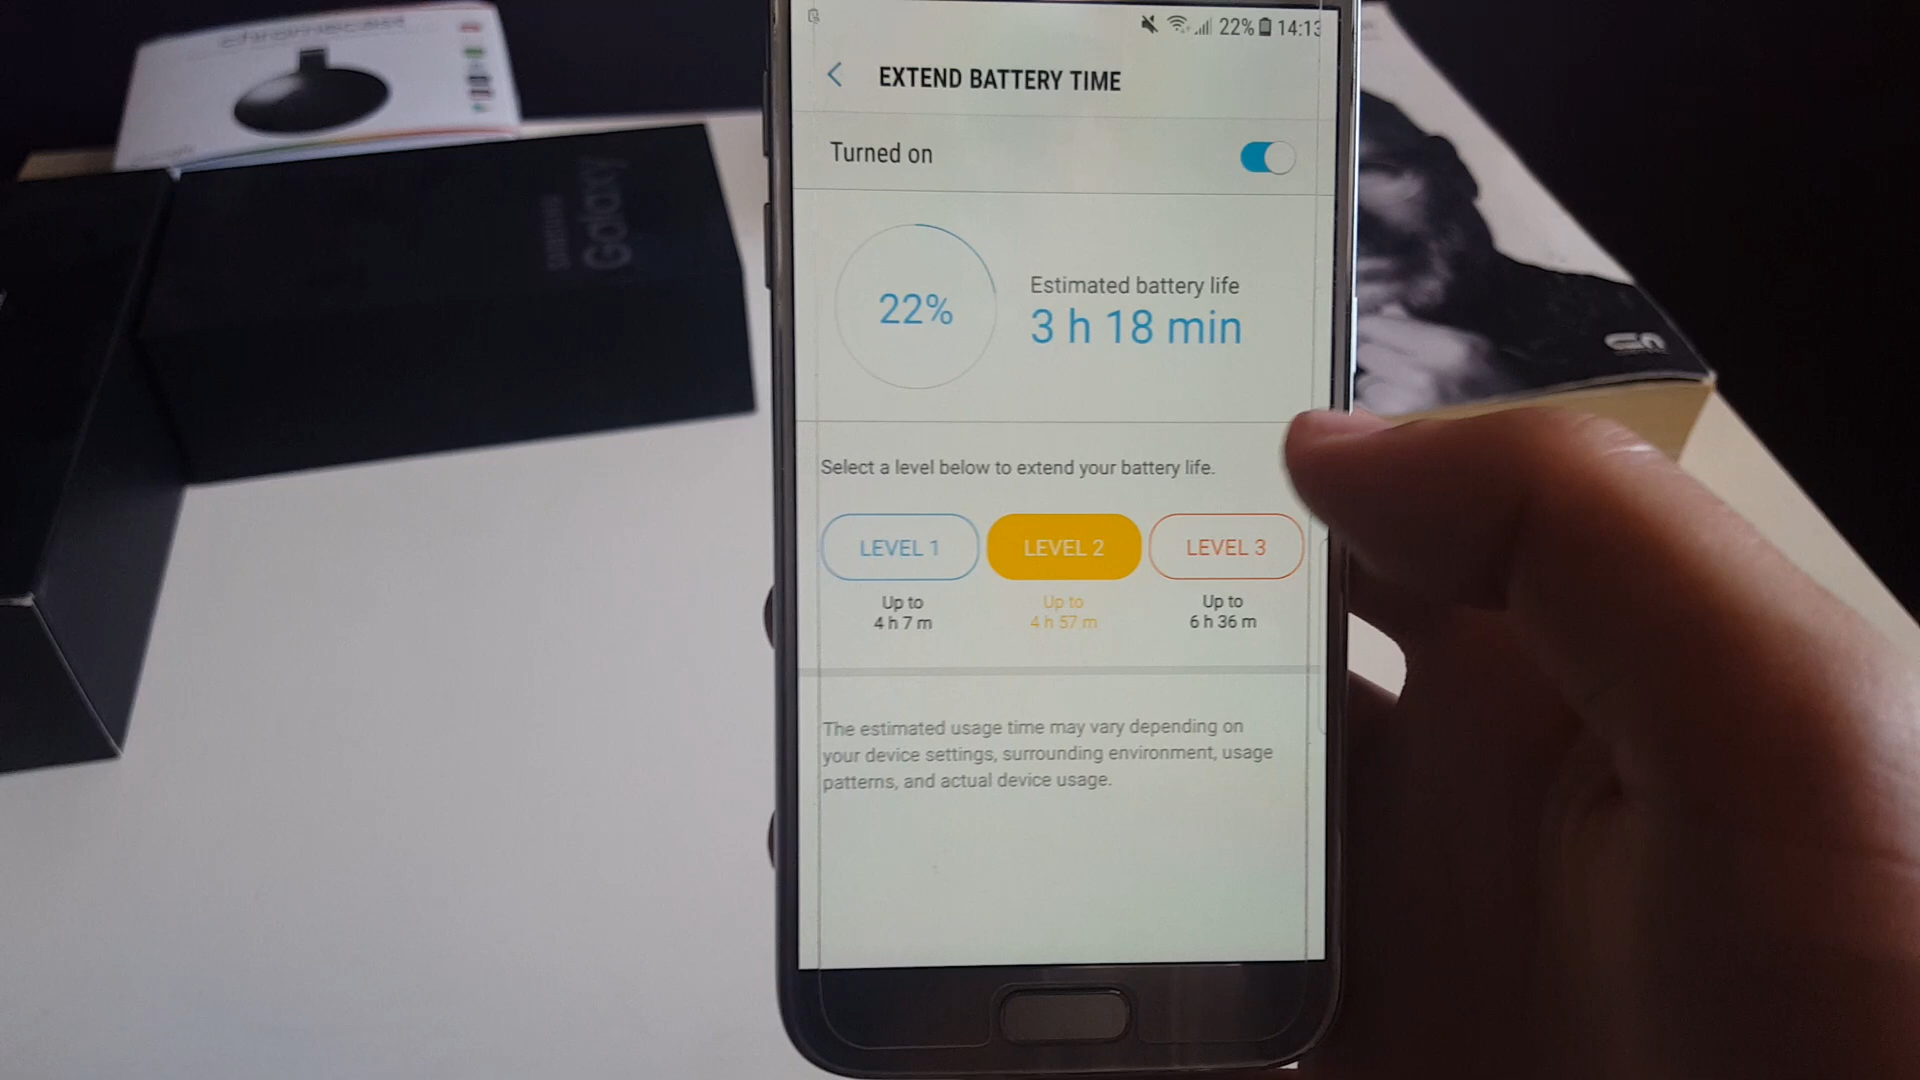 chromecast
SAMSUNG
Galaxy
22% 14:13
EXTEND BATTERY TIME
Turned on
22%
Estimated battery life
3 h 18 min
Select a level below to extend your battery life.
LEVEL 1 LEVEL 2 LEVEL 3
Up to Up to Up to
4 h 7 m 4 h 57 m 6 h 36 m
The estimated usage time may vary depending on
your device settings, surrounding environment, usage
patterns, and actual device usage.